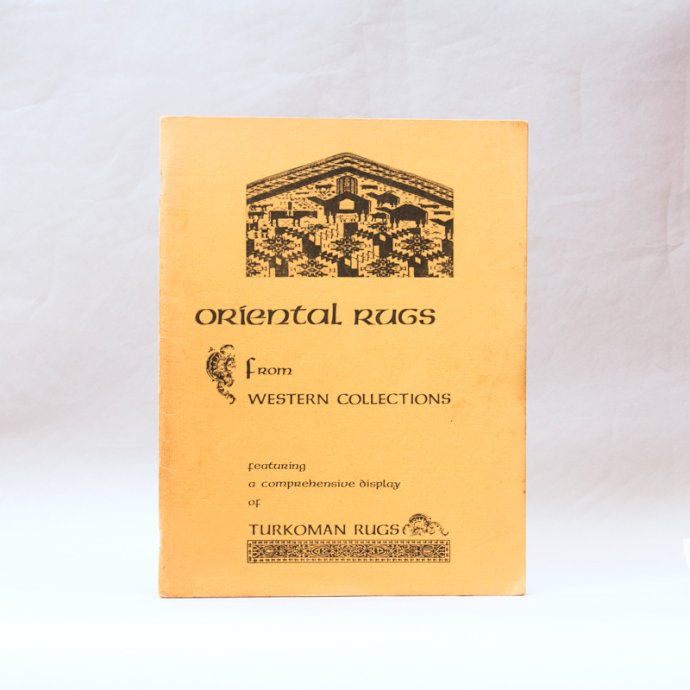 Oriental Rugs
From
WESTERN COLLECTIONS
featuring
a comprehensive display
of
TURKOMAN RUGS